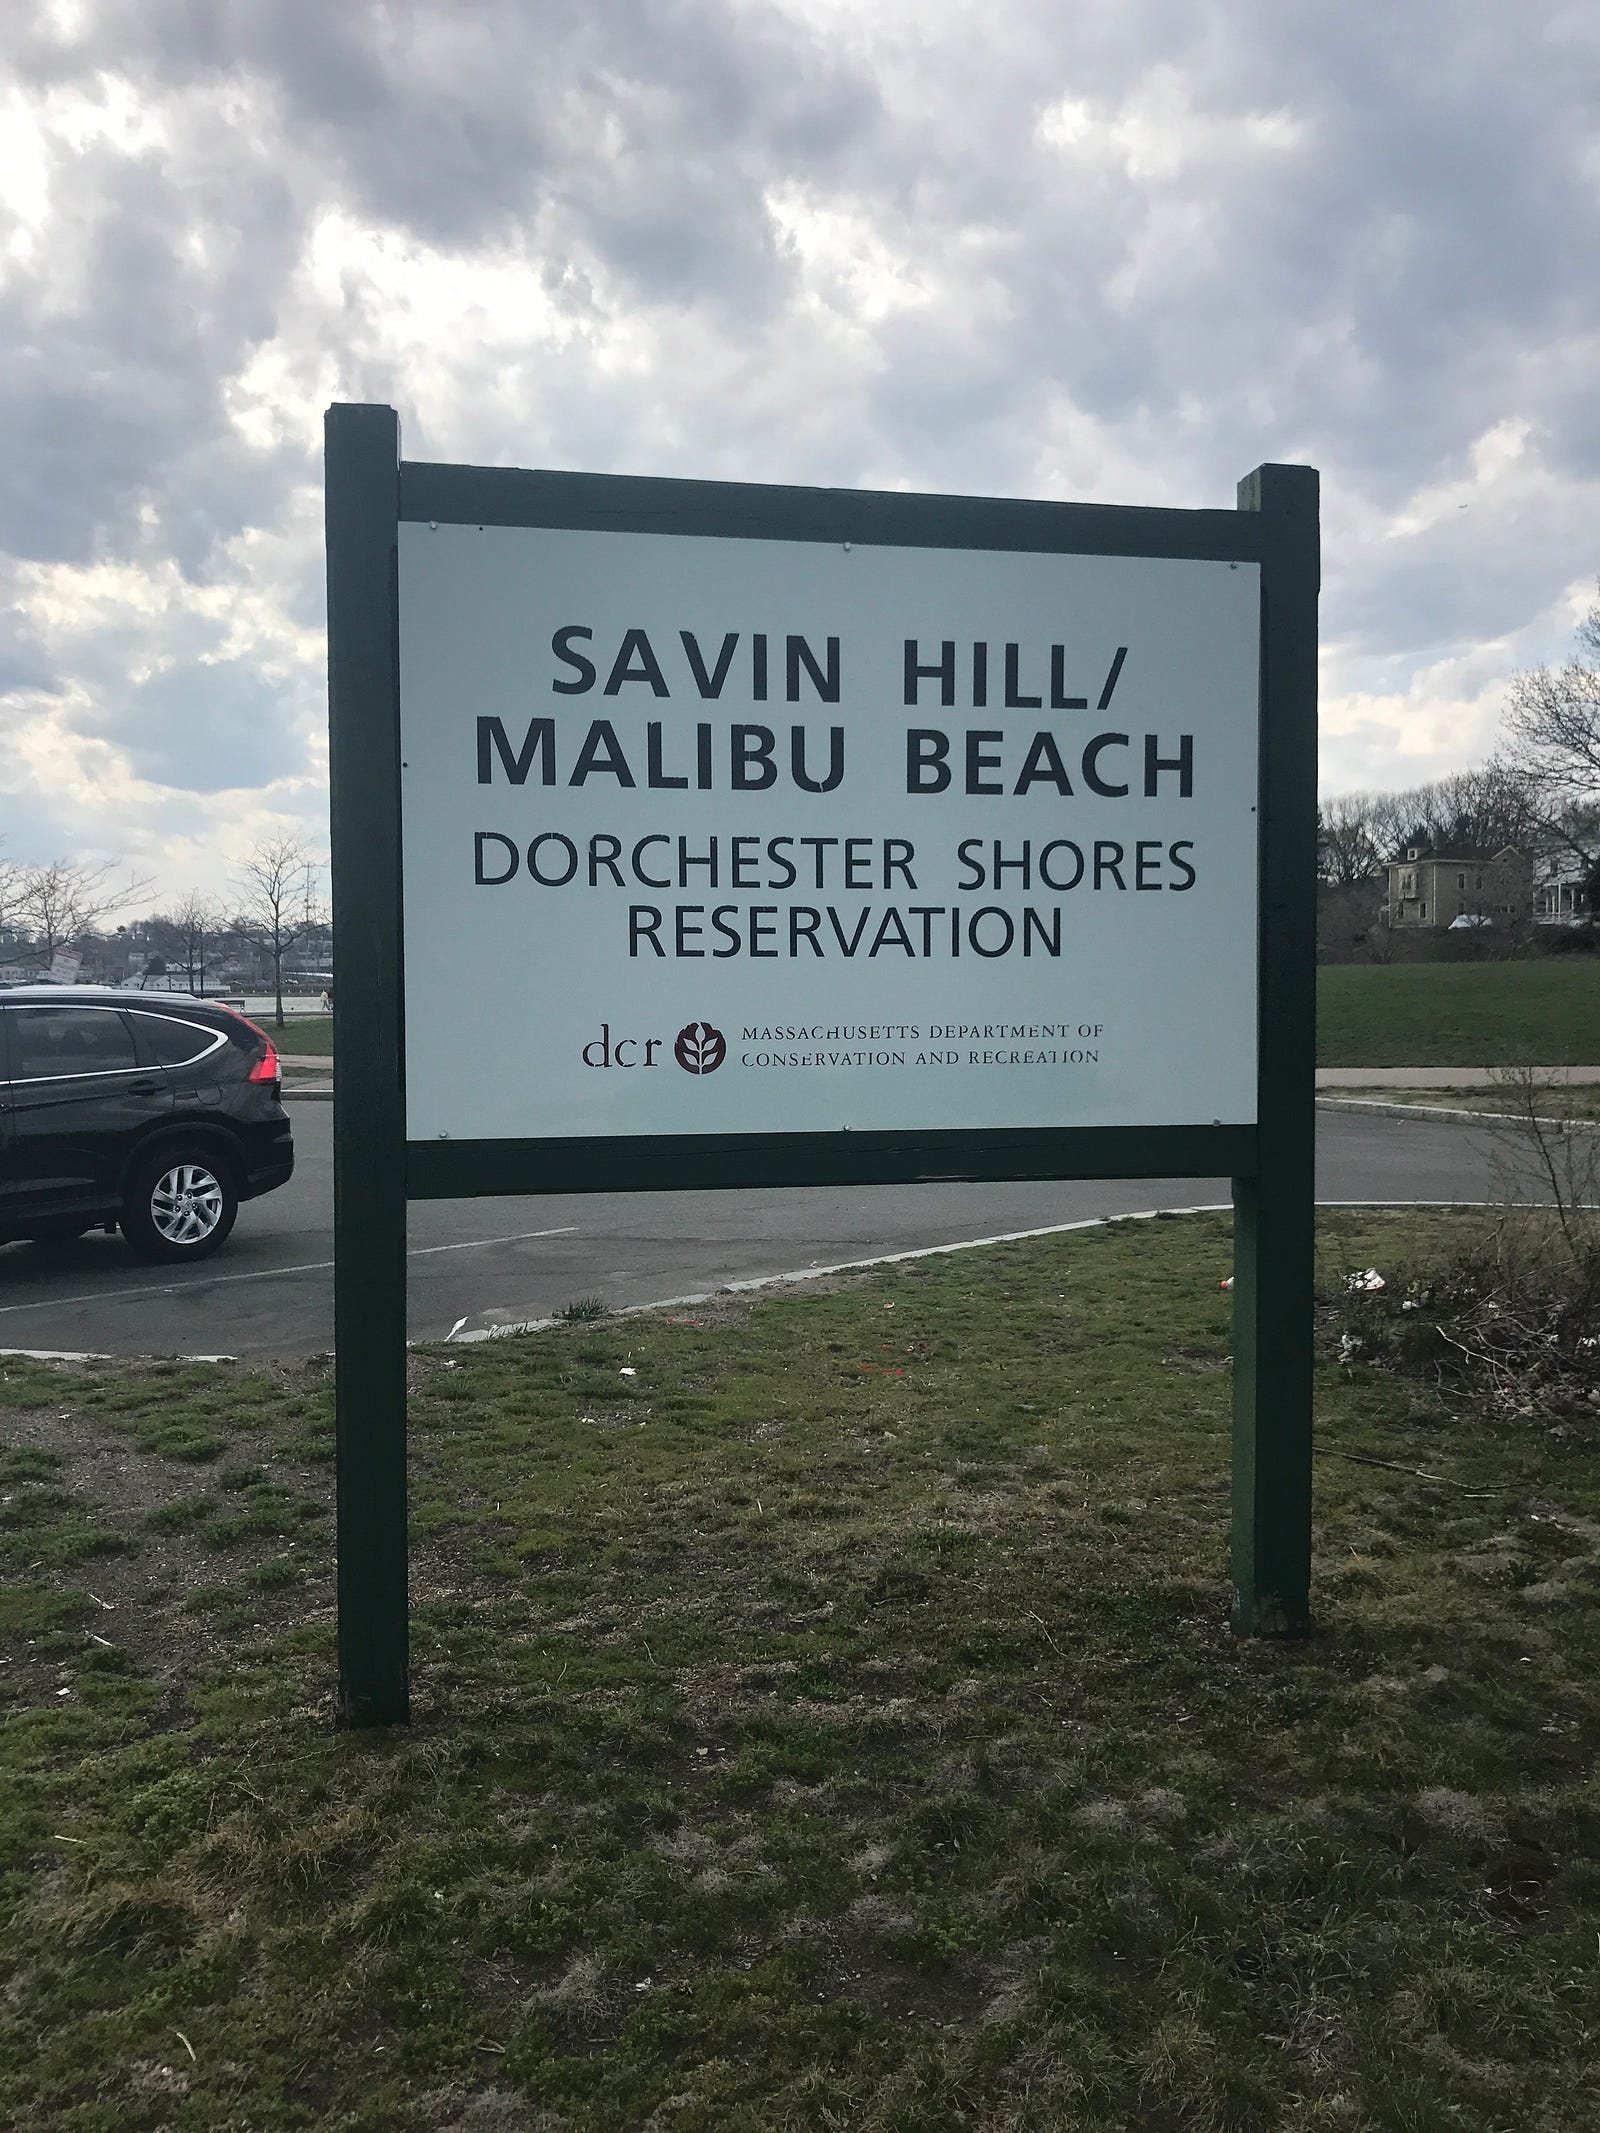 SAVIN HILL/
MALIBU BEACH
DORCHESTER SHORES
RESERVATION
dcr MASSACHUSETTS DEPARTMENT OF
CONSERVATION AND RECREATION